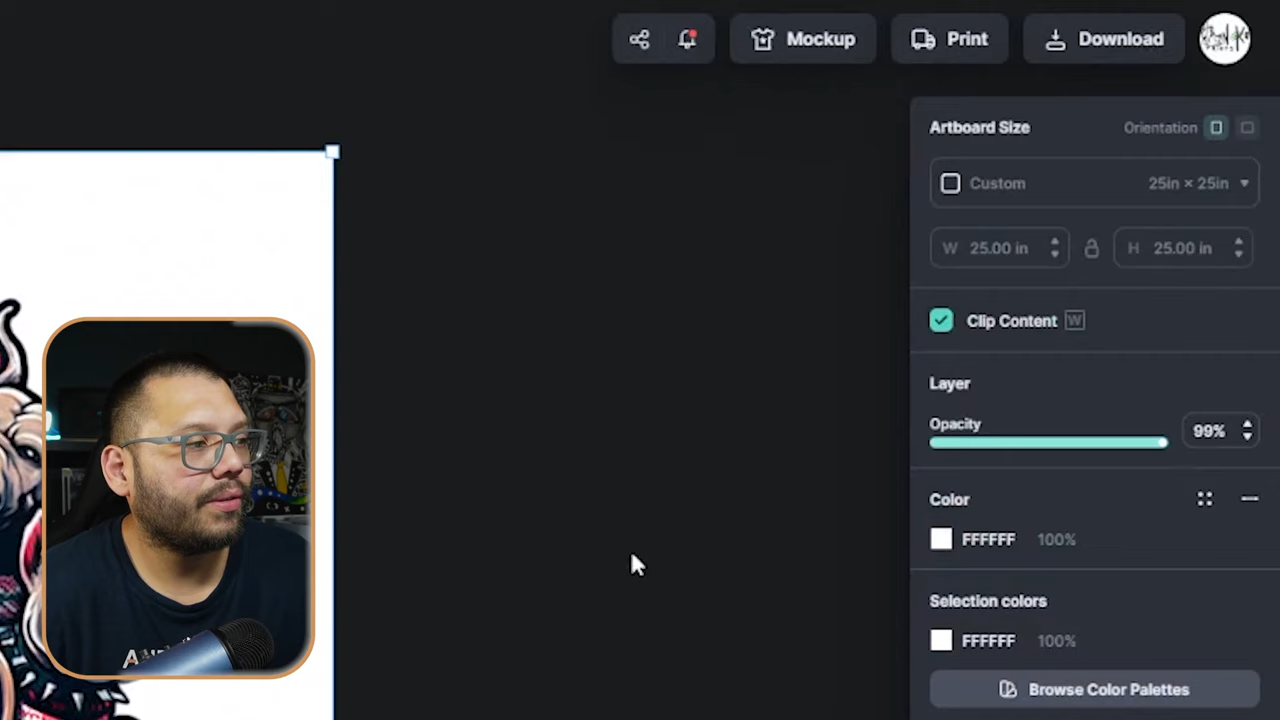 Mockup
Print
Download
Artboard Size
Orientation
Custom
25in × 25in
W 25.00 in
H 25.00 in
Clip Content W
Layer
Opacity
99%
Color
FFFFFF 100%
Selection colors
FFFFFF 100%
Browse Color Palettes